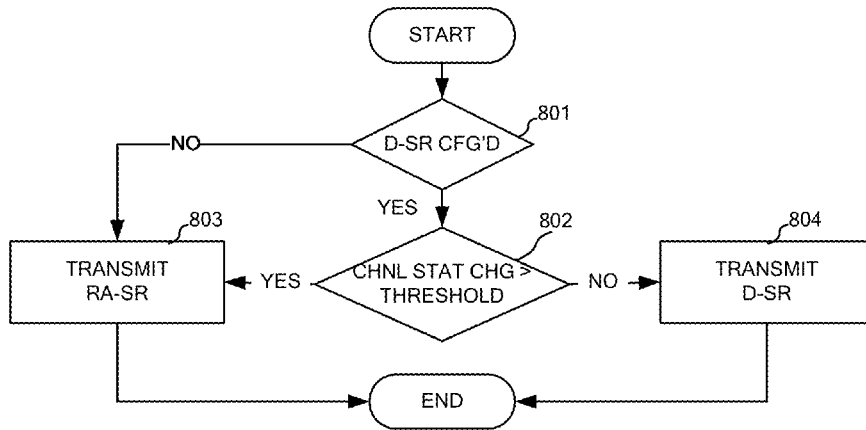 START
801
D-SR CFG'D
NO
YES
803
802
804
TRANSMIT
RA-SR
YES
CHNL STAT CHG >
THRESHOLD
NO
TRANSMIT
D-SR
END